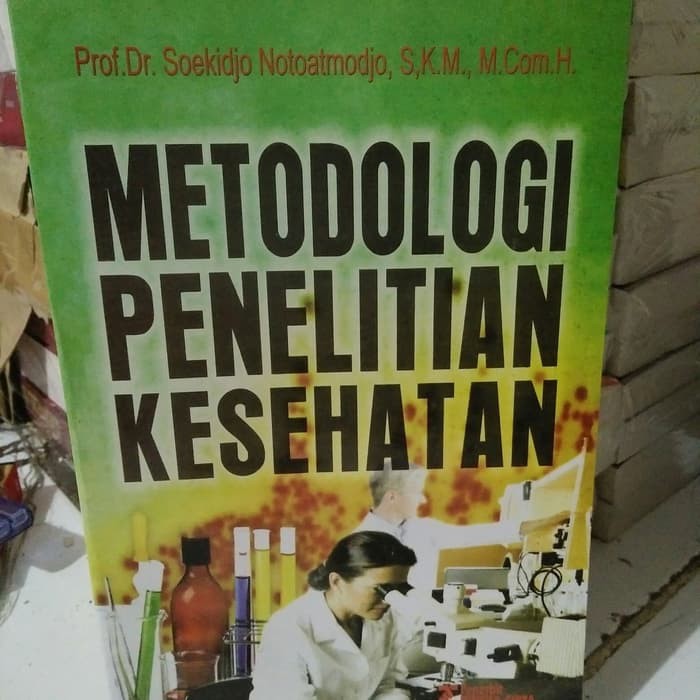 Prof.Dr. Soekidjo Notoatmodjo, S,K.M., M.Com.H.
METODOLOGI
PENELITIAN
KESEHATAN